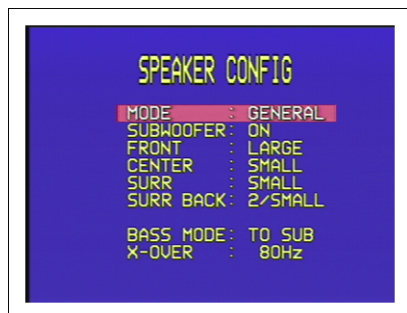 SPEAKER CONFIG
MODE : GENERAL
SUBWOOFER: ON
FRONT : LARGE
CENTER : SMALL
SURR : SMALL
SURR BACK: 2/SMALL
BASS MODE: TO SUB
X-OVER : 80Hz